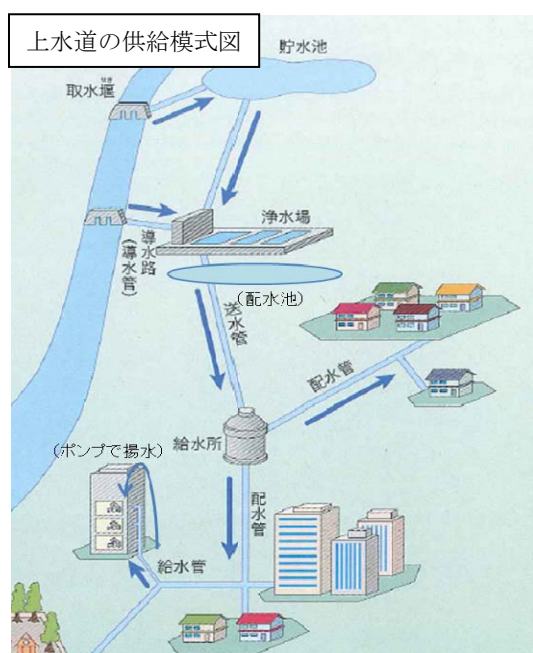 上水道の供給模式図
貯水池
取水堰
せき
浄水場
導水路
(導水管)
(配水池)
送水管
配水管
給水所
(ポンプで揚水)
配水管
給水管